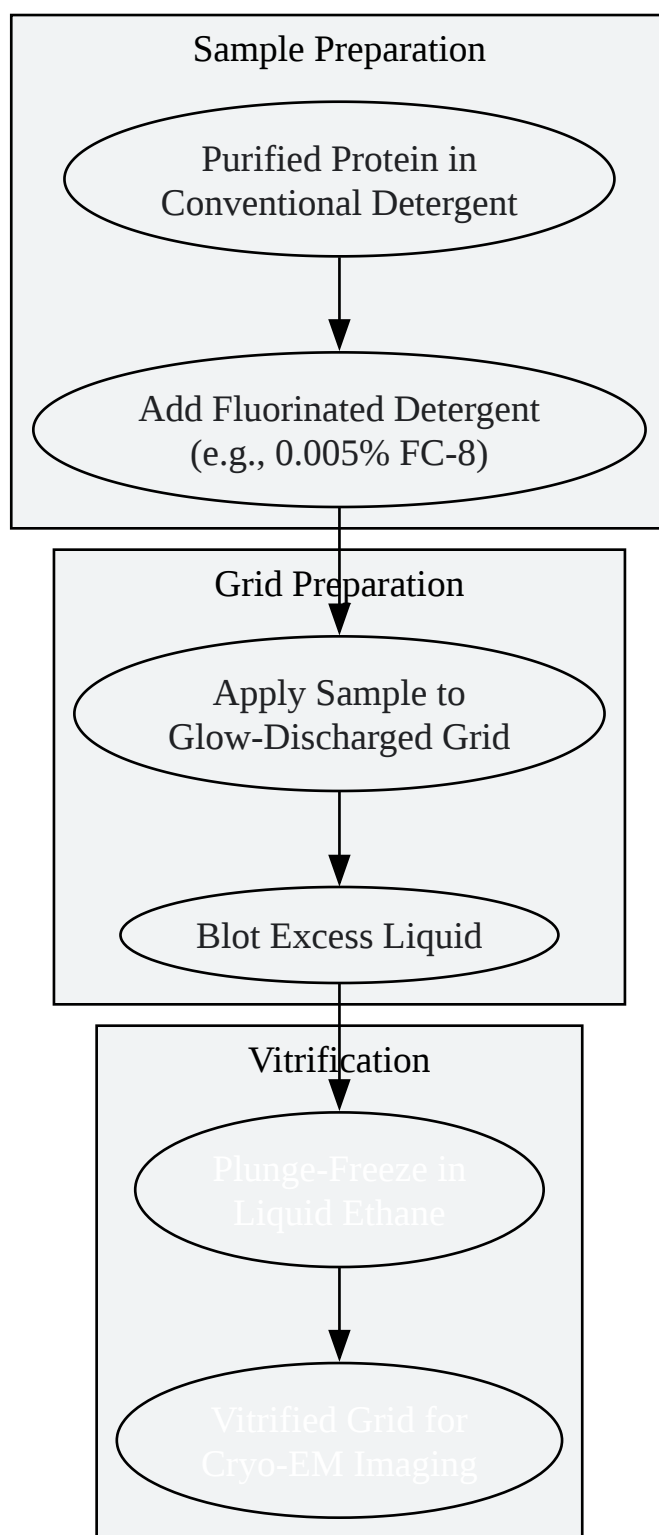 Sample Preparation
Purified Protein in
Conventional Detergent
Add Fluorinated Detergent
(e.g., 0.005% FC-8)
Grid Preparation
Apply Sample to
Glow-Discharged Grid
Blot Excess Liquid
Vitrification
Plunge-Freeze in
Liquid Ethane
Vitrified Grid for
Cryo-EM Imaging